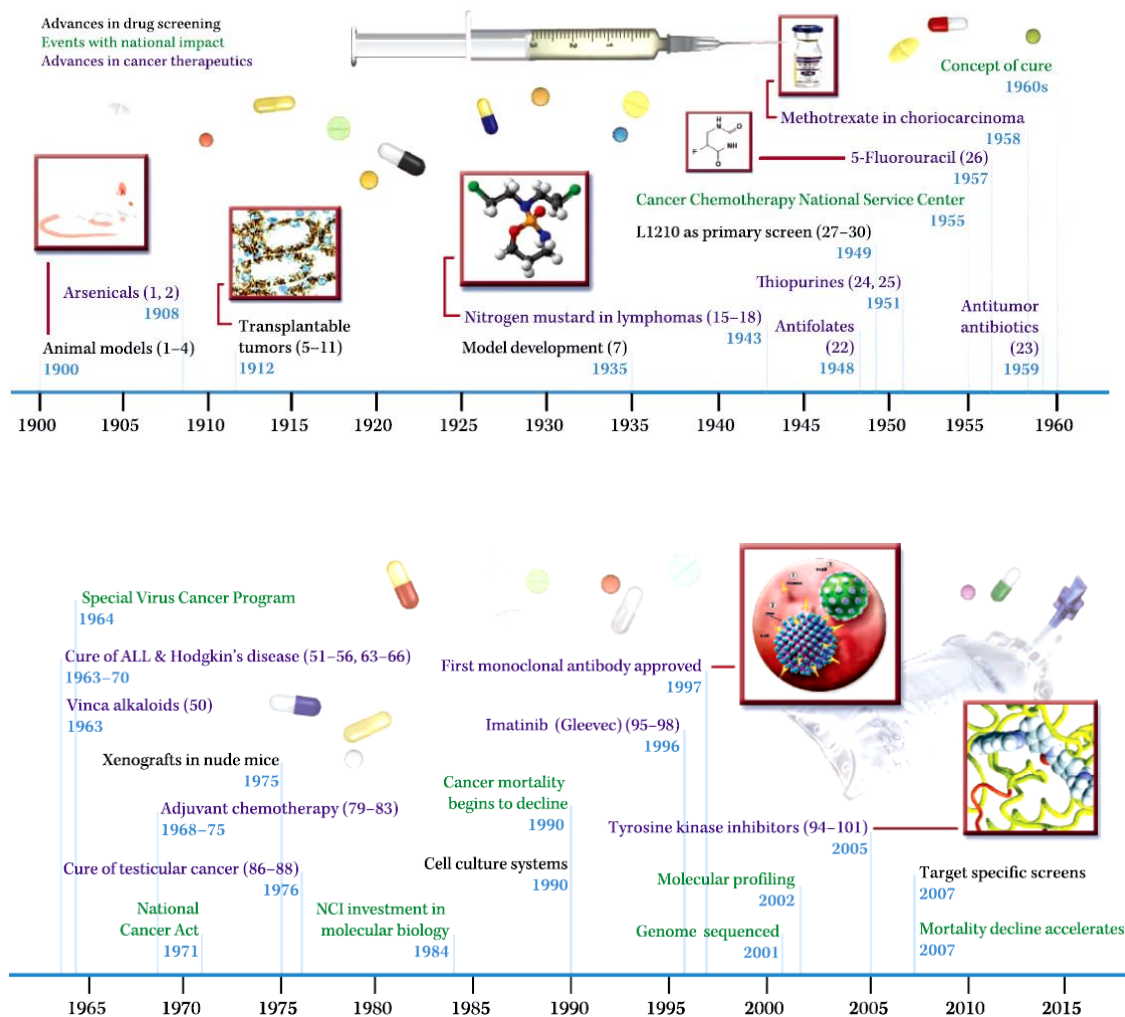 Advances in drug screening
Events with national impact
Advances in cancer therapeutics
Concept of cure
1960s
Methotrexate in choriocarcinoma
1958
5-Fluorouracil (26)
1957
Cancer Chemotherapy National Service Center
1955
L1210 as primary screen (27–30)
1949
Thiopurines (24, 25)
1951
Arsenicals (1, 2)
1908
Animal models (1–4)
1900
Transplantable
tumors (5–11)
1912
Nitrogen mustard in lymphomas (15–18)
1943
Model development (7)
1935
Antifolates
(22)
1948
Antitumor
antibiotics
(23)
1959
H
N
O
F
NH
O
3
2
1
1900 1905 1910 1915 1920 1925 1930 1935 1940 1945 1950 1955 1960
Special Virus Cancer Program
1964
Cure of ALL & Hodgkin's disease (51–56, 63–66)
1963–70
Vinca alkaloids (50)
1963
Xenografts in nude mice
1975
Adjuvant chemotherapy (79–83)
1968–75
Cure of testicular cancer (86–88)
1976
National
Cancer Act
1971
NCI investment in
molecular biology
1984
First monoclonal antibody approved
1997
Imatinib (Gleevec) (95–98)
1996
Cancer mortality
begins to decline
1990
Cell culture systems
1990
Tyrosine kinase inhibitors (94–101)
2005
Molecular profiling
2002
Genome sequenced
2001
Target specific screens
2007
Mortality decline accelerates
2007
1965 1970 1975 1980 1985 1990 1995 2000 2005 2010 2015